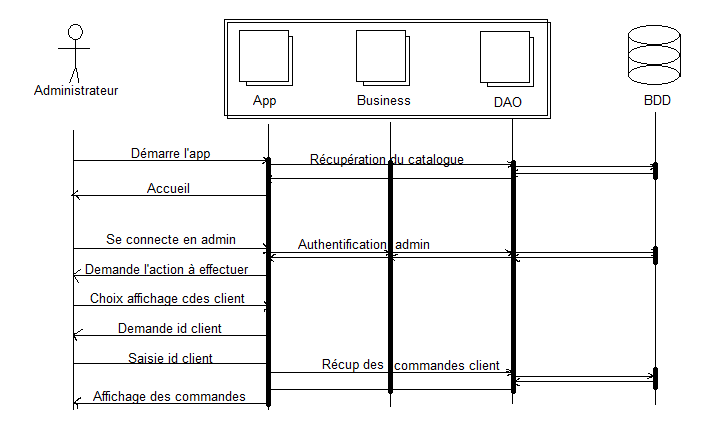 Administrateur
App
Business
DAO
BDD
Démarre l'app
Récupération du catalogue
Accueil
Se connecte en admin
Authentification admin
Demande l'action à effectuer
Choix affichage cdes client
Demande id client
Saisie id client
Récup des commandes client
Affichage des commandes